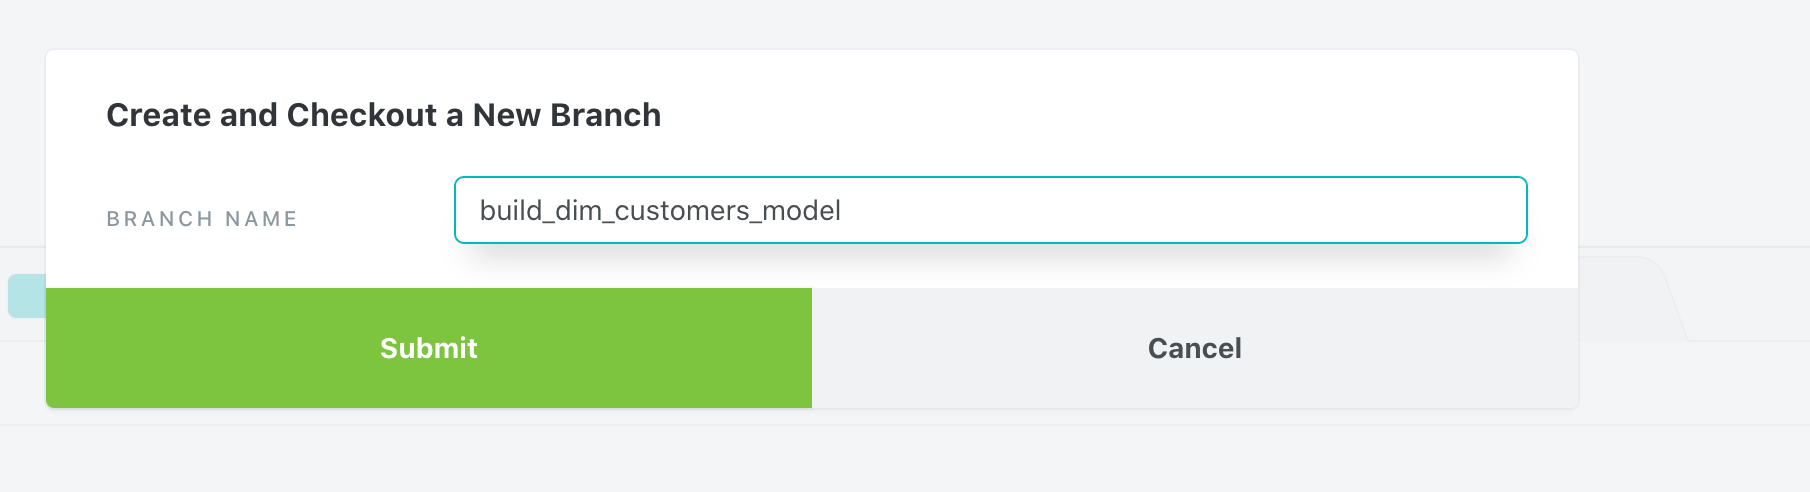 Create and Checkout a New Branch
BRANCH NAME
build_dim_customers_model
Submit
Cancel